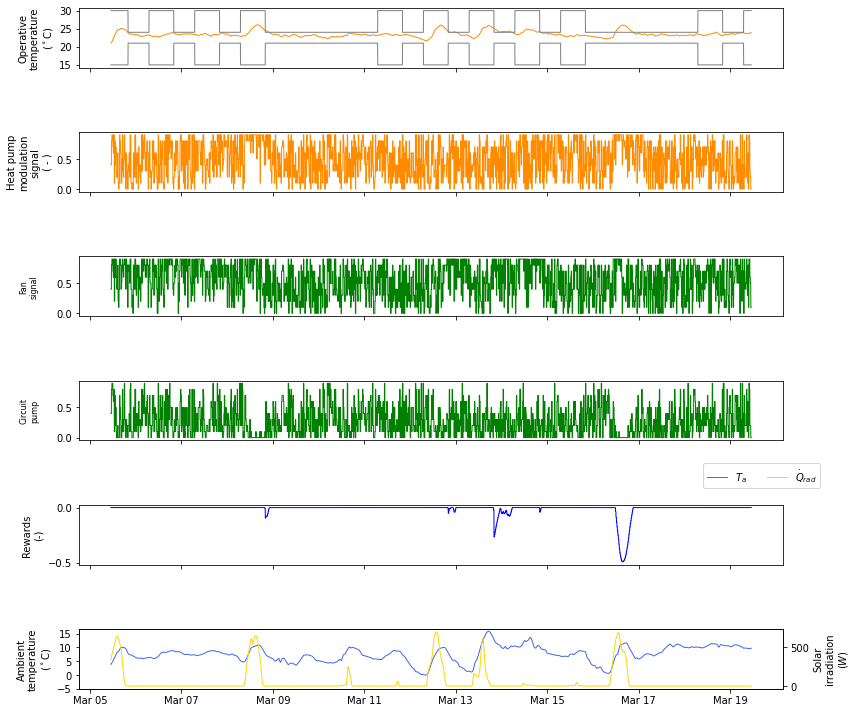 Operative
temperature
(°C)
30
25
20
15
Heat pump
modulation
signal
( - )
0.5
0.0
Fan
signal
0.5
0.0
Circuit
pump
0.5
0.0
T_a
Q̇_rad
Rewards
(-)
0.0
−0.5
Ambient
temperature
(°C)
15
10
5
0
−5
500
0
Solar
irradiation
(W)
Mar 05 Mar 07 Mar 09 Mar 11 Mar 13 Mar 15 Mar 17 Mar 19